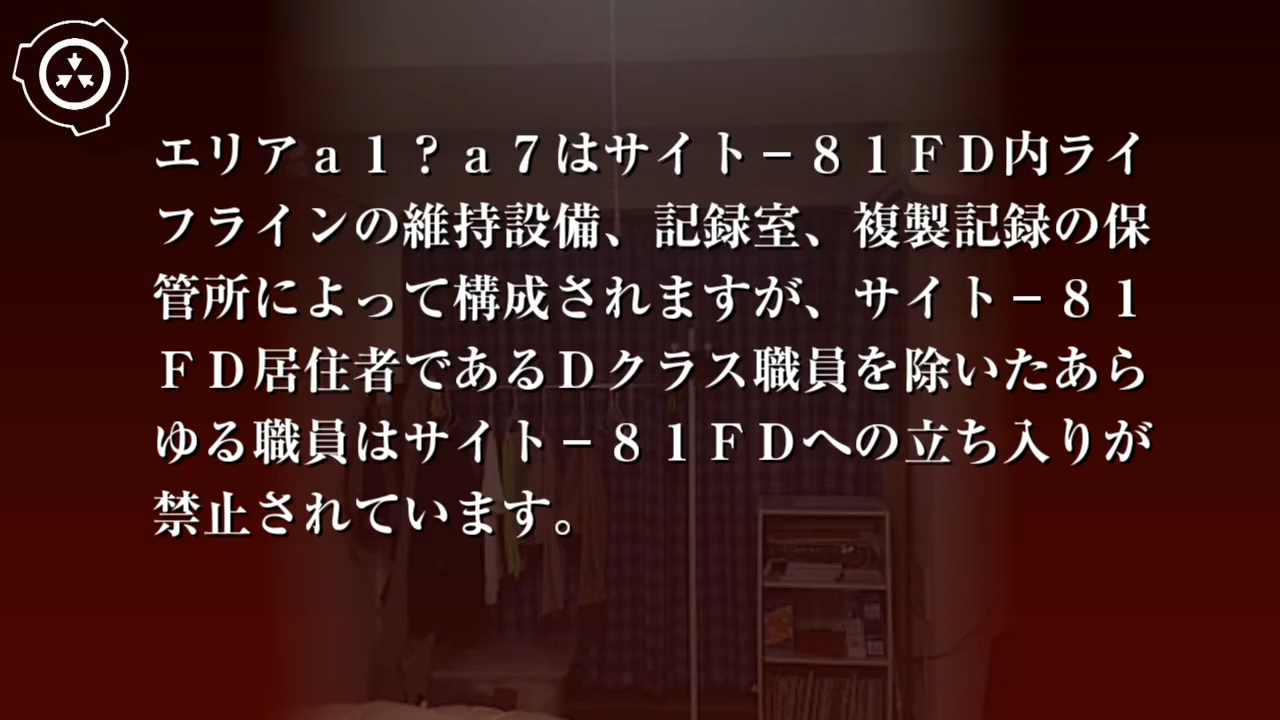 エリアａ１？ａ７はサイト－８１ＦＤ内ライ
フラインの維持設備、記録室、複製記録の保
管所によって構成されますが、サイト－８１
ＦＤ居住者であるＤクラス職員を除いたあら
ゆる職員はサイト－８１ＦＤへの立ち入りが
禁止されています。